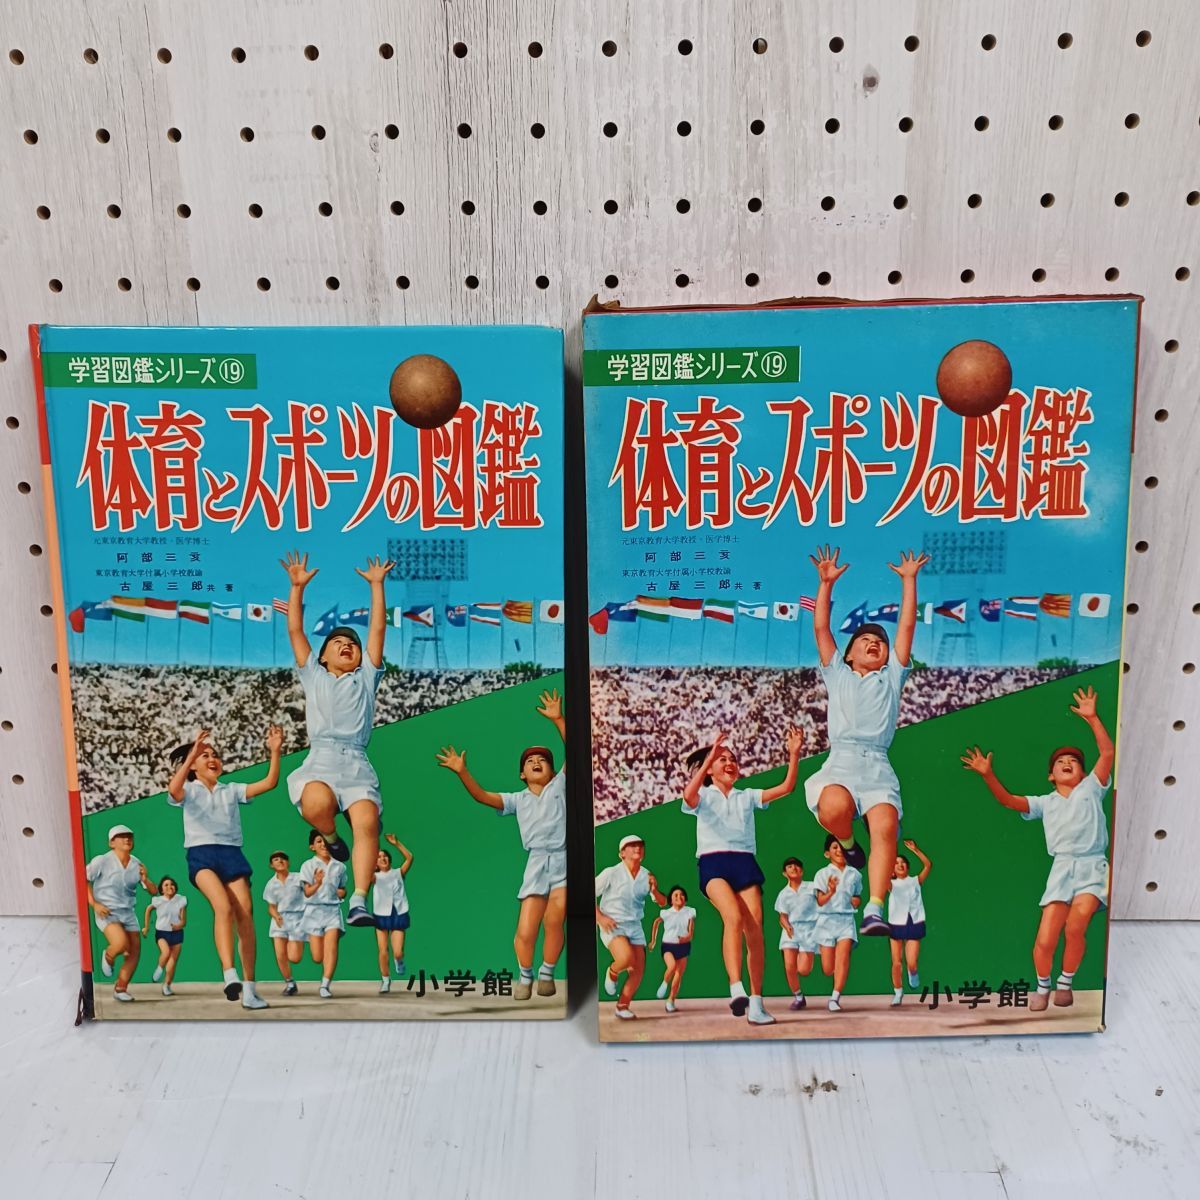 学習図鑑シリーズ⑲
体育とスポーツの図鑑
元東京教育大学教授・医学博士
阿部三亥
東京教育大学付属小学校教諭
古屋三郎共著
小学館
学習図鑑シリーズ⑲
体育とスポーツの図鑑
元東京教育大学教授・医学博士
阿部三亥
東京教育大学付属小学校教諭
古屋三郎共著
小学館